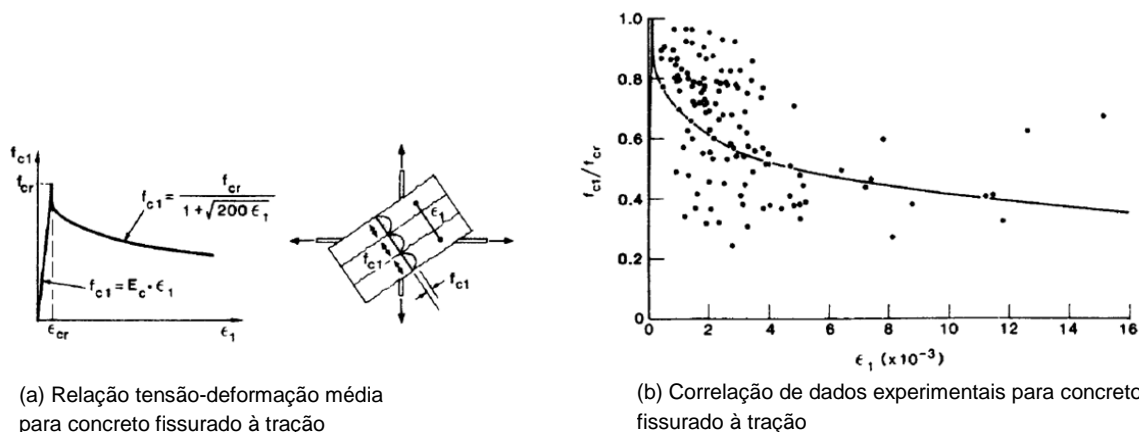 f_c1
f_cr
f_c1 = f_cr / (1 + √200 ϵ_1)
f_c1 = E_c • ϵ_1
ϵ_cr
ϵ_1
ϵ_1
f_c1
f_c1
(a) Relação tensão-deformação média
para concreto fissurado à tração
f_c1/f_cr
1.0
0.8
0.6
0.4
0.2
0.0
0 2 4 6 8 10 12 14 16
ϵ_1 (x10⁻³)
(b) Correlação de dados experimentais para concreto
fissurado à tração